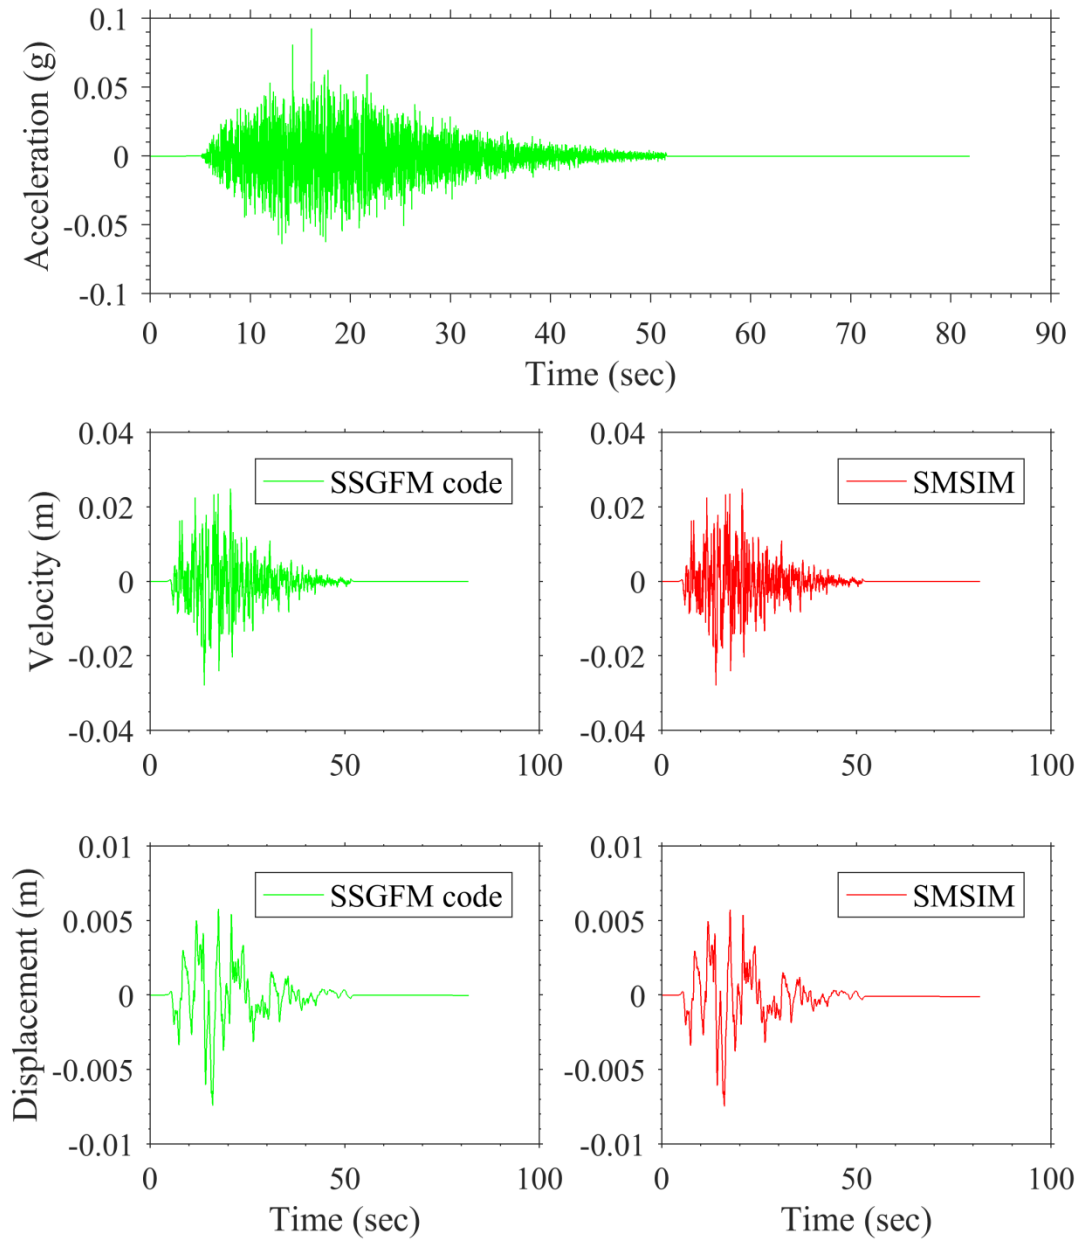 Acceleration (g)
0.1
0.05
0
-0.05
-0.1
0 10 20 30 40 50 60 70 80 90
Time (sec)
Velocity (m)
0.04
0.02
0
-0.02
-0.04
0 50 100
SSGFM code
0.04
0.02
0
-0.02
-0.04
0 50 100
SMSIM
Displacement (m)
0.01
0.005
0
-0.005
-0.01
0 50 100
Time (sec)
SSGFM code
0.01
0.005
0
-0.005
-0.01
0 50 100
Time (sec)
SMSIM